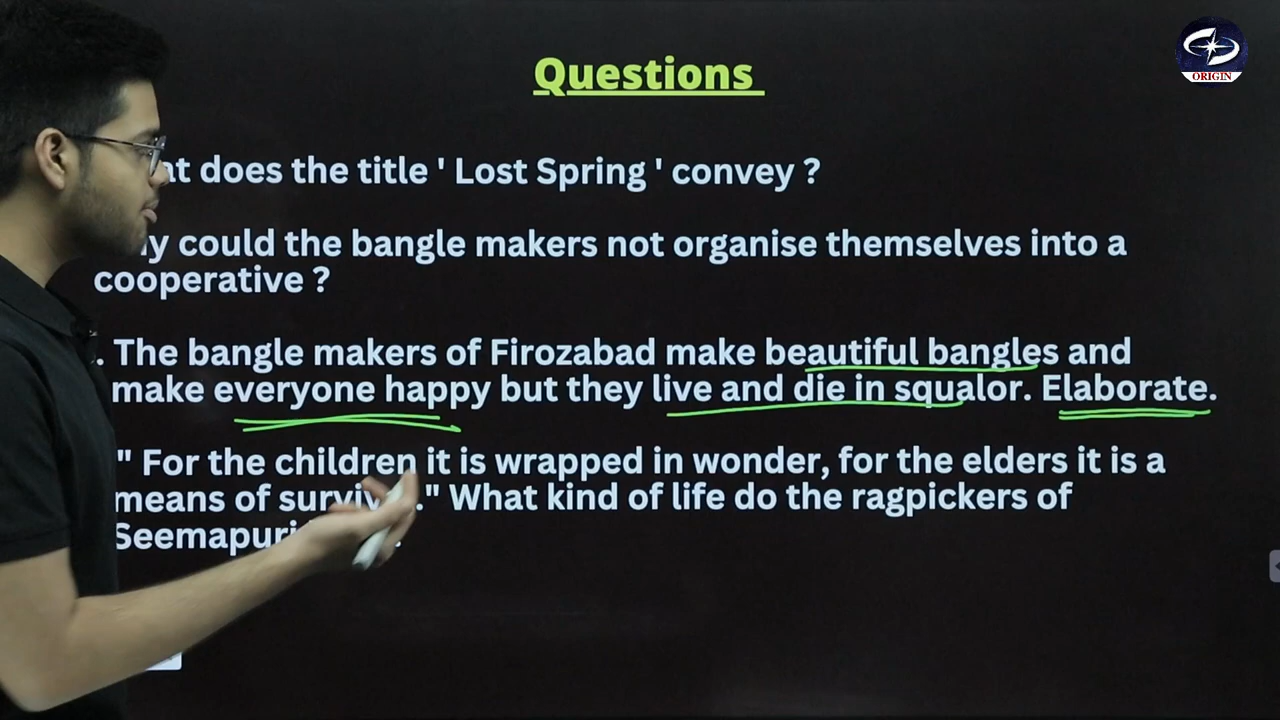 Questions
ORIGIN
at does the title ' Lost Spring ' convey ?
y could the bangle makers not organise themselves into a
cooperative ?
. The bangle makers of Firozabad make beautiful bangles and
make everyone happy but they live and die in squalor. Elaborate.
" For the children it is wrapped in wonder, for the elders it is a
means of ." What kind of life do the ragpickers of
Seemapuri